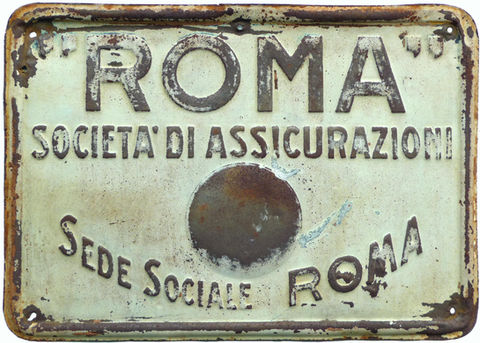 "ROMA"
SOCIETA' DI ASSICURAZIONI
SEDE SOCIALE ROMA